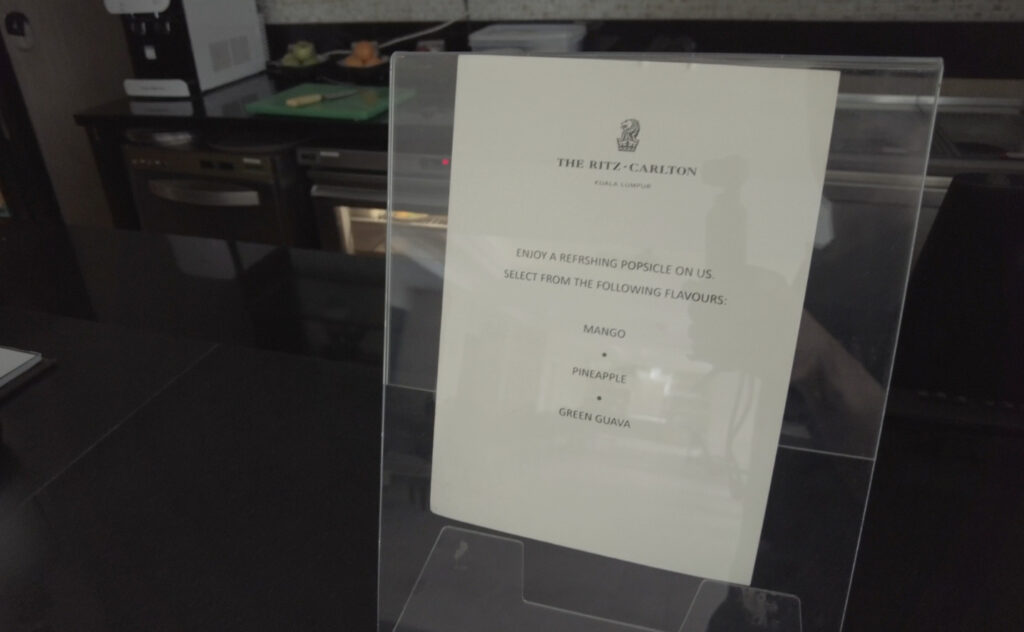 THE RITZ-CARLTON
KUALA LUMPUR
ENJOY A REFRSHING POPSICLE ON US.
SELECT FROM THE FOLLOWING FLAVOURS:
MANGO
•
PINEAPPLE
•
GREEN GUAVA